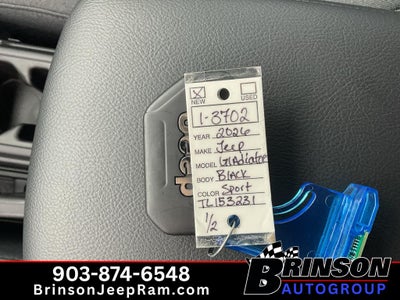 NEW
USED
1-3702
YEAR 2026
MAKE Jeep
MODEL GlAdiator
BODY BlAck
COLOR Sport
TL153231
1/2
Jeep
903-874-6548
BrinsonJeepRam.com
BRINSON
AUTOGROUP